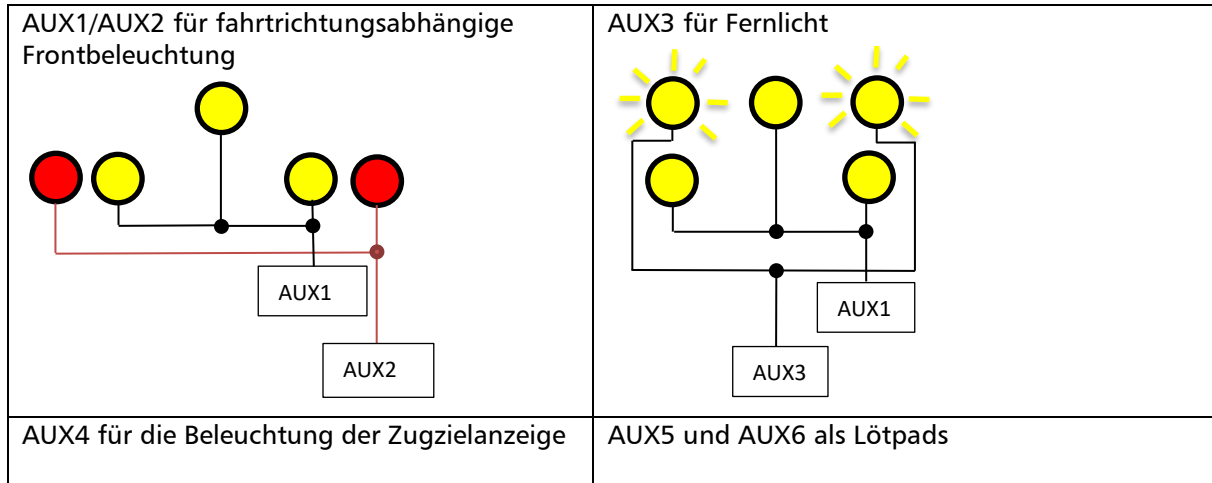 AUX1/AUX2 für fahrtrichtungsabhängige
Frontbeleuchtung
AUX1
AUX2
AUX3 für Fernlicht
AUX1
AUX3
AUX4 für die Beleuchtung der Zugzielanzeige
AUX5 und AUX6 als Lötpads